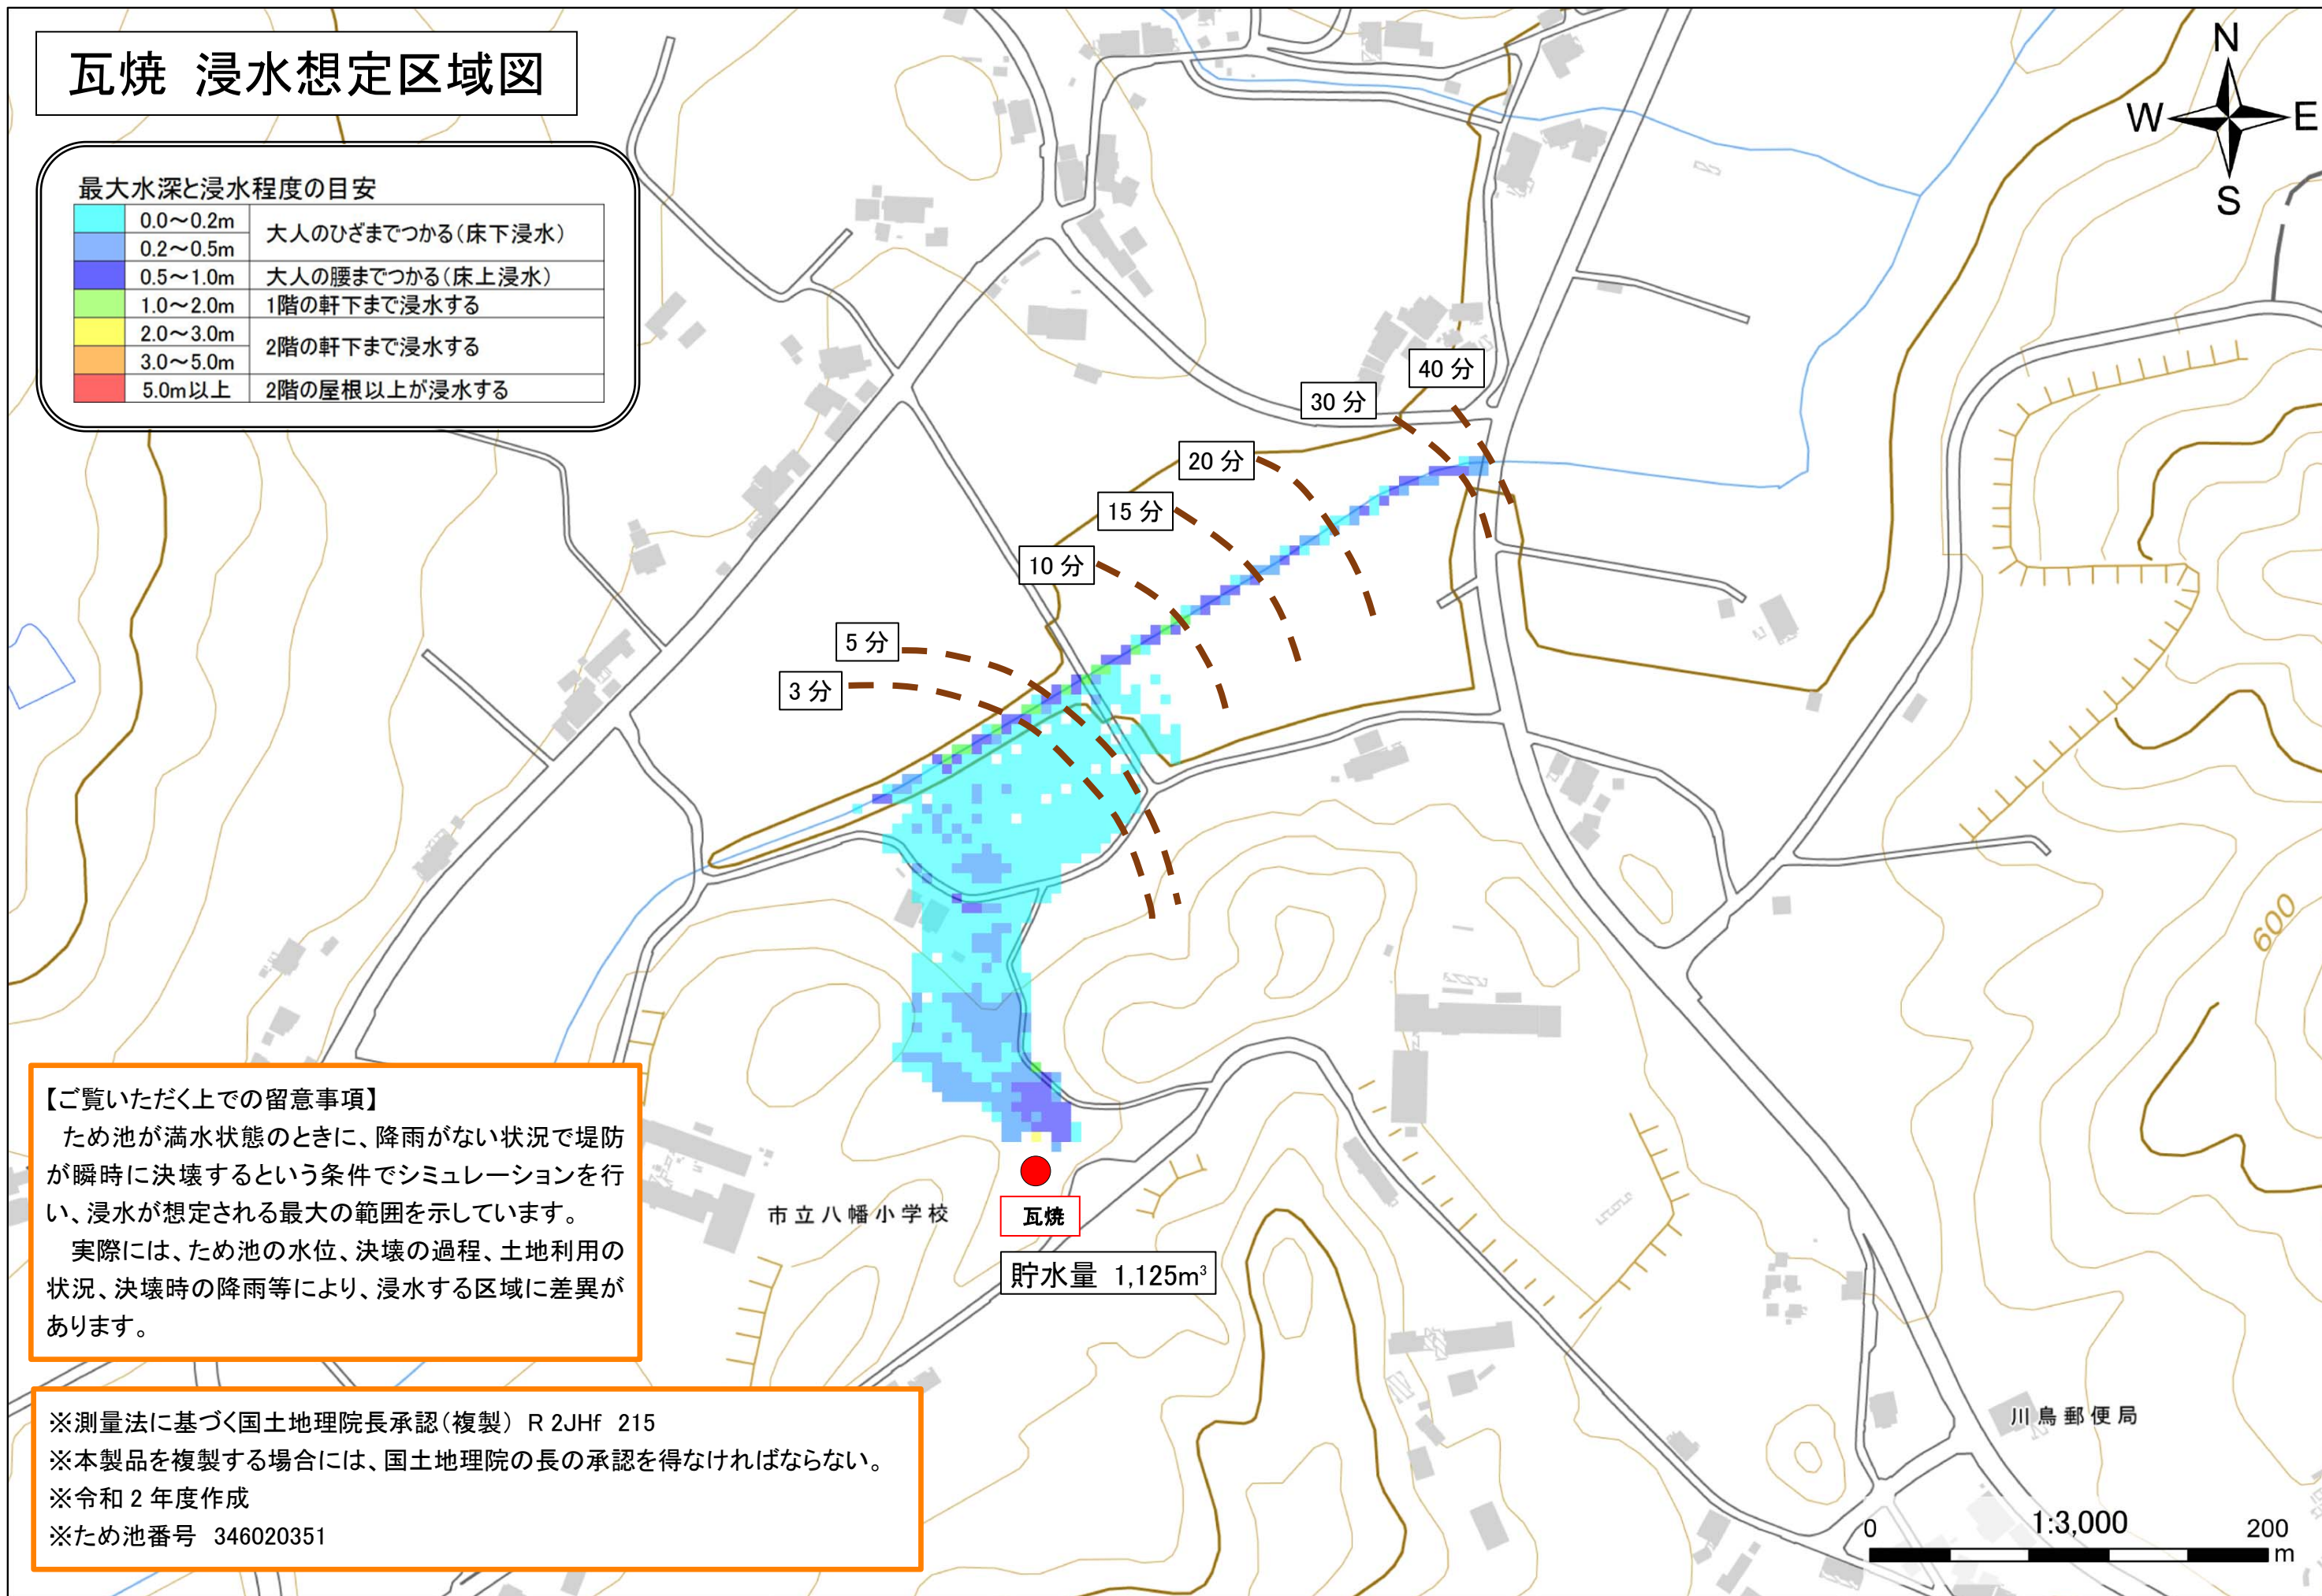 瓦焼 浸水想定区域図
N
W
E
S
最大水深と浸水程度の目安
0.0～0.2m
大人のひざまでつかる(床下浸水)
0.2～0.5m
0.5～1.0m 大人の腰までつかる(床上浸水)
1.0～2.0m 1階の軒下まで浸水する
2.0～3.0m
2階の軒下まで浸水する
3.0～5.0m
5.0m以上 2階の屋根以上が浸水する
40 分
30 分
20 分
15 分
10 分
5 分
3 分
600
【ご覧いただく上での留意事項】
ため池が満水状態のときに、降雨がない状況で堤防
が瞬時に決壊するという条件でシミュレーションを行
い、浸水が想定される最大の範囲を示しています。
実際には、ため池の水位、決壊の過程、土地利用の
状況、決壊時の降雨等により、浸水する区域に差異が
あります。
市立八幡小学校
瓦焼
貯水量 1,125m³
※測量法に基づく国土地理院長承認(複製) R 2JHf 215
※本製品を複製する場合には、国土地理院の長の承認を得なければならない。
※令和 2 年度作成
※ため池番号 346020351
川鳥郵便局
1:3,000
0 200
m